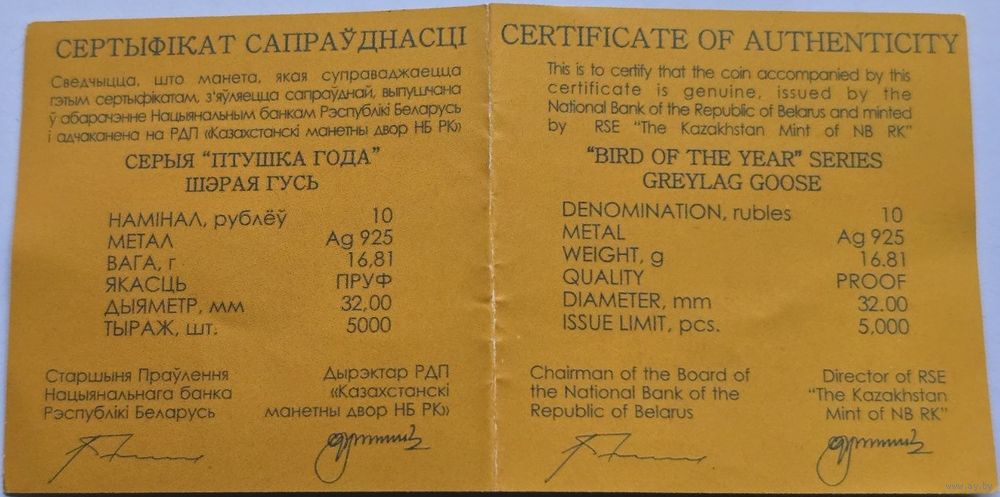 СЕРТЫФІКАТ САПРАЎДНАСЦІ
Сведчыцца, што манета, якая суправаджаецца
гэтым сертыфікатам, з'яўляецца сапраўднай, выпушчана
ў абарачэнне Нацыянальным банкам Рэспублікі Беларусь
і адчаканена на РДП «Казахстанскі манетны двор НБ РК»
СЕРЫЯ "ПТУШКА ГОДА"
ШЭРАЯ ГУСЬ
НАМІНАЛ, рублёў 10
МЕТАЛ Ag 925
ВАГА, г 16,81
ЯКАСЦЬ ПРУФ
ДЫЯМЕТР, мм 32,00
ТЫРАЖ, шт. 5000
Старшыня Праўлення
Нацыянальнага банка
Рэспублікі Беларусь
Дырэктар РДП
«Казахстанскі
манетны двор НБ РК»
CERTIFICATE OF AUTHENTICITY
This is to certify that the coin accompanied by this
certificate is genuine, issued by the
National Bank of the Republic of Belarus and minted
by RSE "The Kazakhstan Mint of NB RK"
"BIRD OF THE YEAR" SERIES
GREYLAG GOOSE
DENOMINATION, rubles 10
METAL Ag 925
WEIGHT, g 16.81
QUALITY PROOF
DIAMETER, mm 32.00
ISSUE LIMIT, pcs. 5,000
Chairman of the Board of
the National Bank of the
Republic of Belarus
Director of RSE
"The Kazakhstan
Mint of NB RK"
www.ay.by